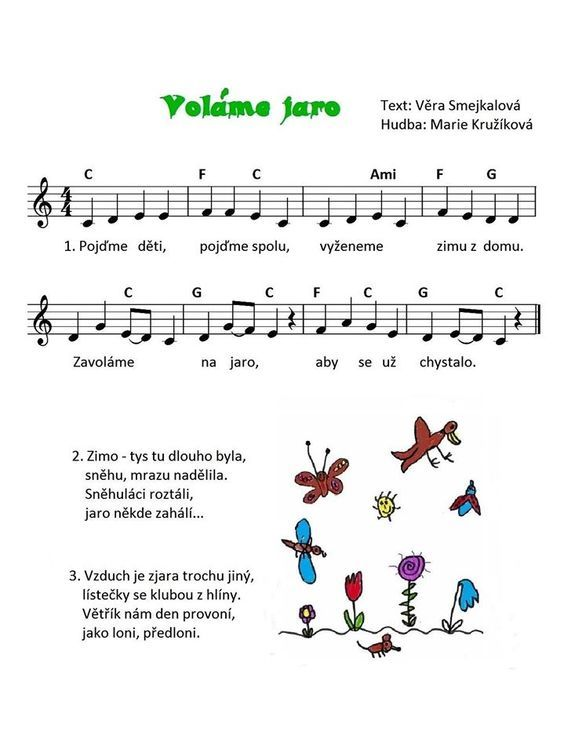 Voláme jaro
Text: Věra Smejkalová
Hudba: Marie Kružíková
C F C Ami F G
4
4
1. Pojďme děti, pojďme spolu, vyženeme zimu z domu.
C G C F C G C
Zavoláme na jaro, aby se už chystalo.
2. Zimo - tys tu dlouho byla,
sněhu, mrazu nadělila.
Sněhuláci roztáli,
jaro někde zahálí...
3. Vzduch je zjara trochu jiný,
lístečky se klubou z hlíny.
Větřík nám den provoní,
jako loni, předloni.